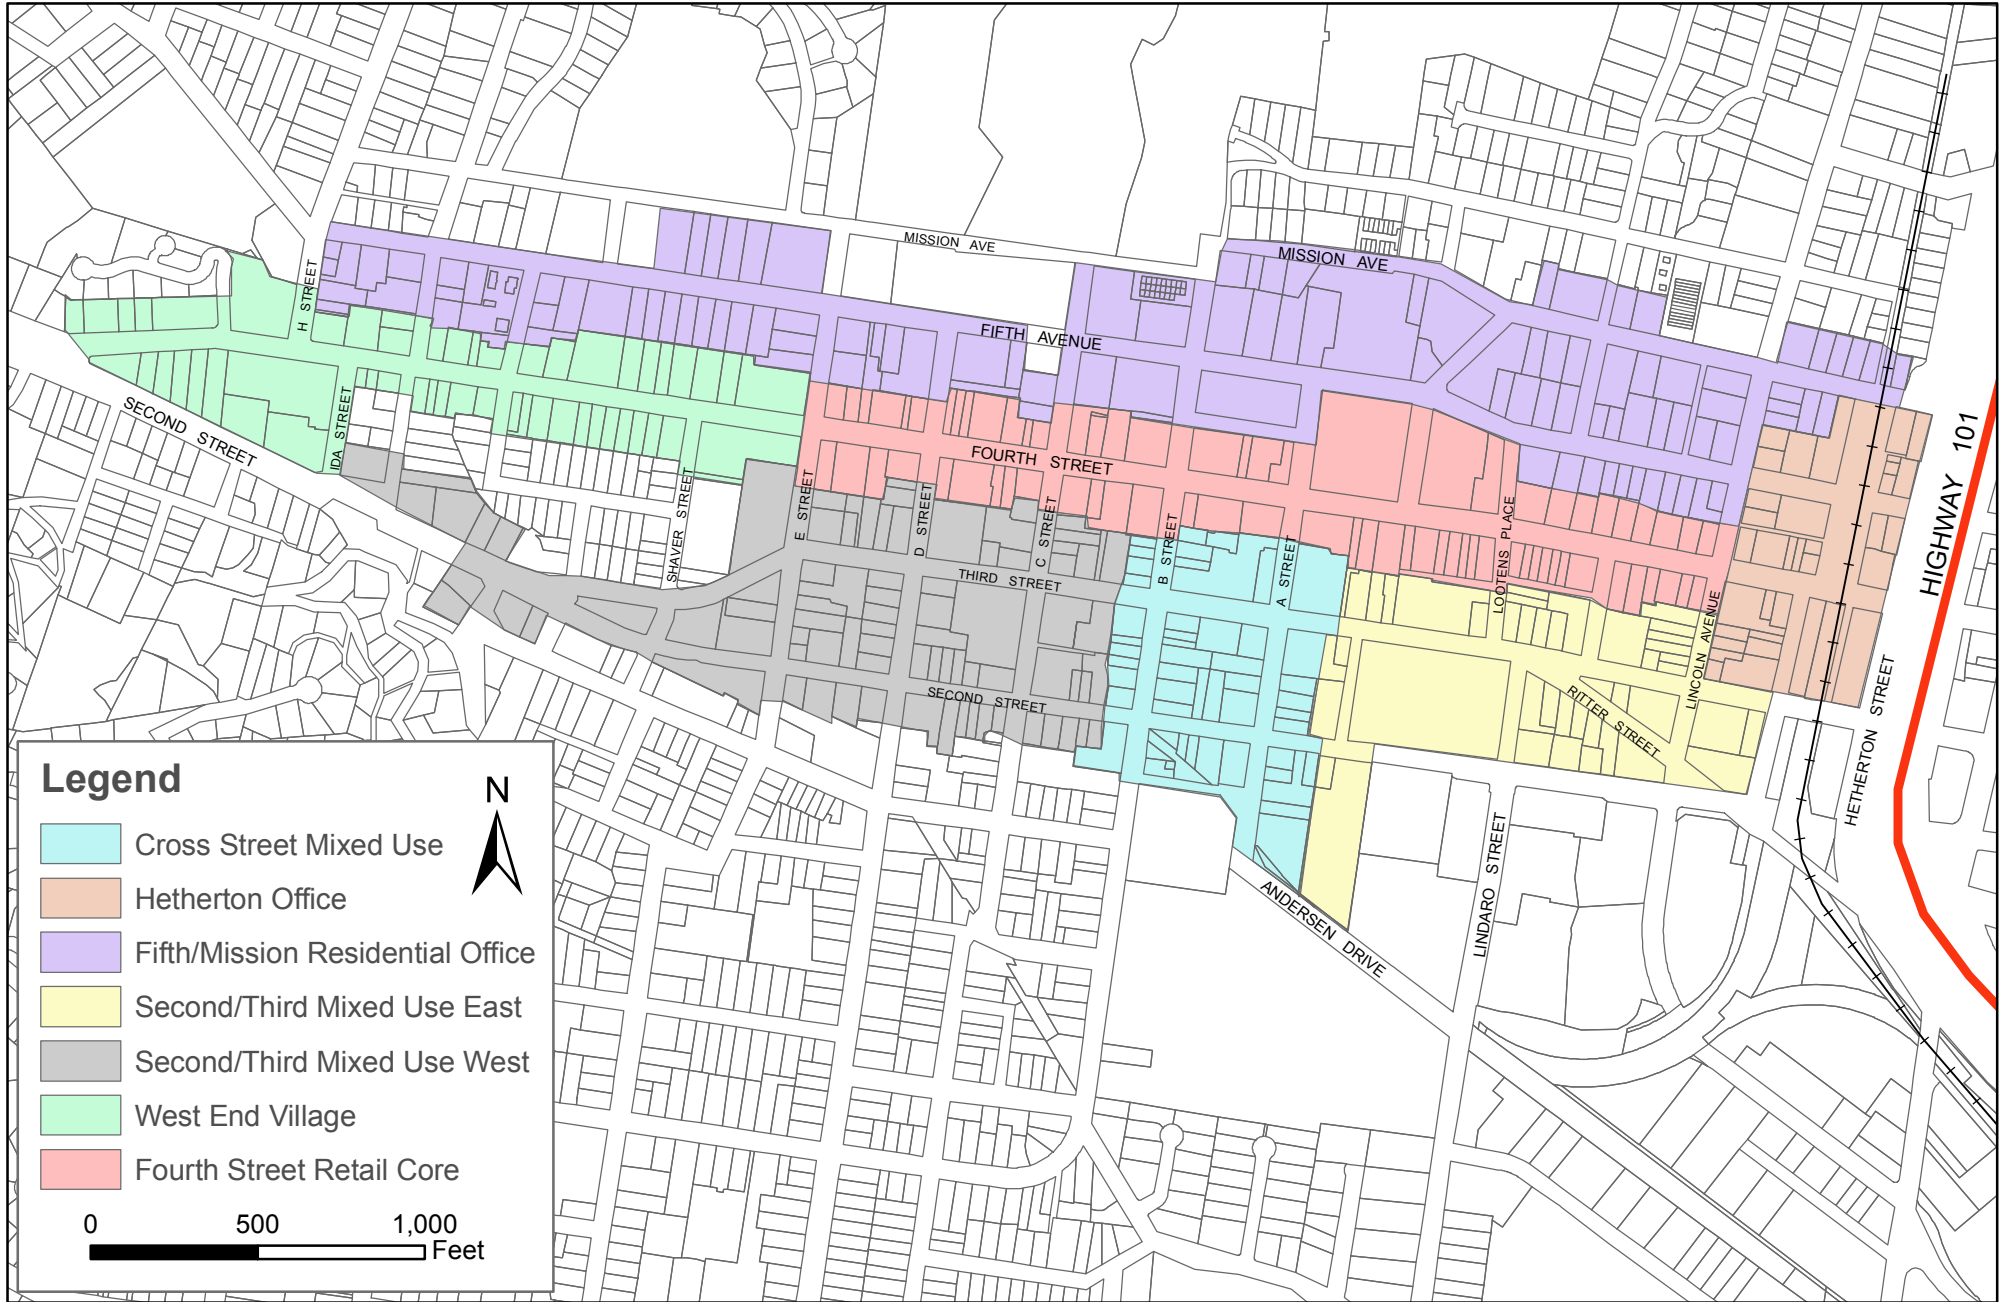 MISSION AVE
MISSION AVE
H STREET
FIFTH AVENUE
SECOND STREET
IDA STREET
FOURTH STREET
HIGHWAY 101
SHAVER STREET
E STREET
D STREET
C STREET
B STREET
A STREET
LOOTENS PLACE
THIRD STREET
LINCOLN AVENUE
SECOND STREET
RITTER STREET
HETHERTON STREET
LINDARO STREET
ANDERSEN DRIVE
Legend
N
Cross Street Mixed Use
Hetherton Office
Fifth/Mission Residential Office
Second/Third Mixed Use East
Second/Third Mixed Use West
West End Village
Fourth Street Retail Core
0 500 1,000
Feet